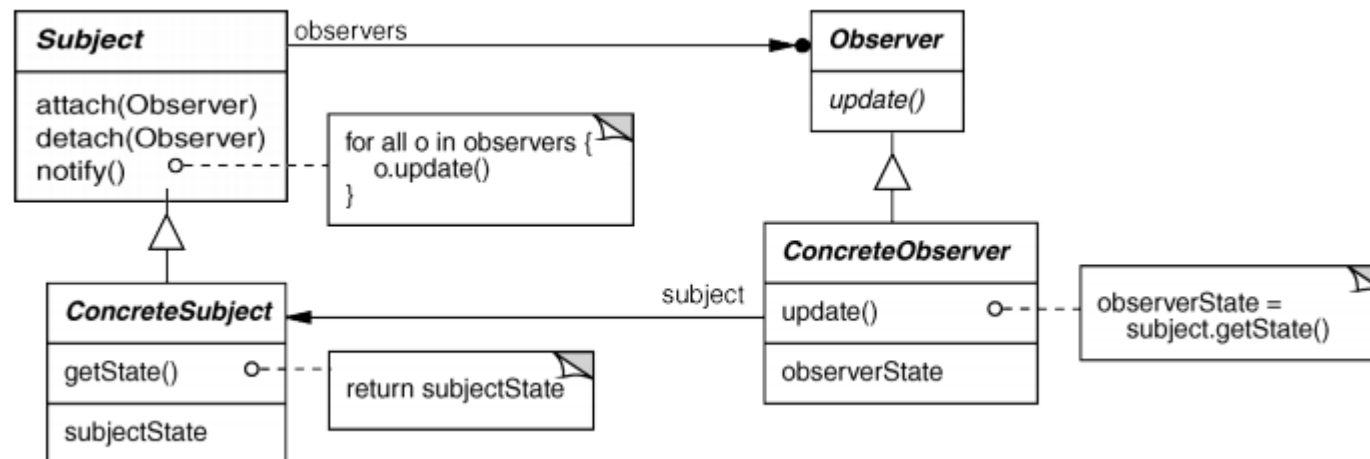 Subject
attach(Observer)
detach(Observer)
notify()
observers
for all o in observers {
o.update()
}
Observer
update()
ConcreteSubject
getState()
subjectState
return subjectState
subject
ConcreteObserver
update()
observerState
observerState =
subject.getState()